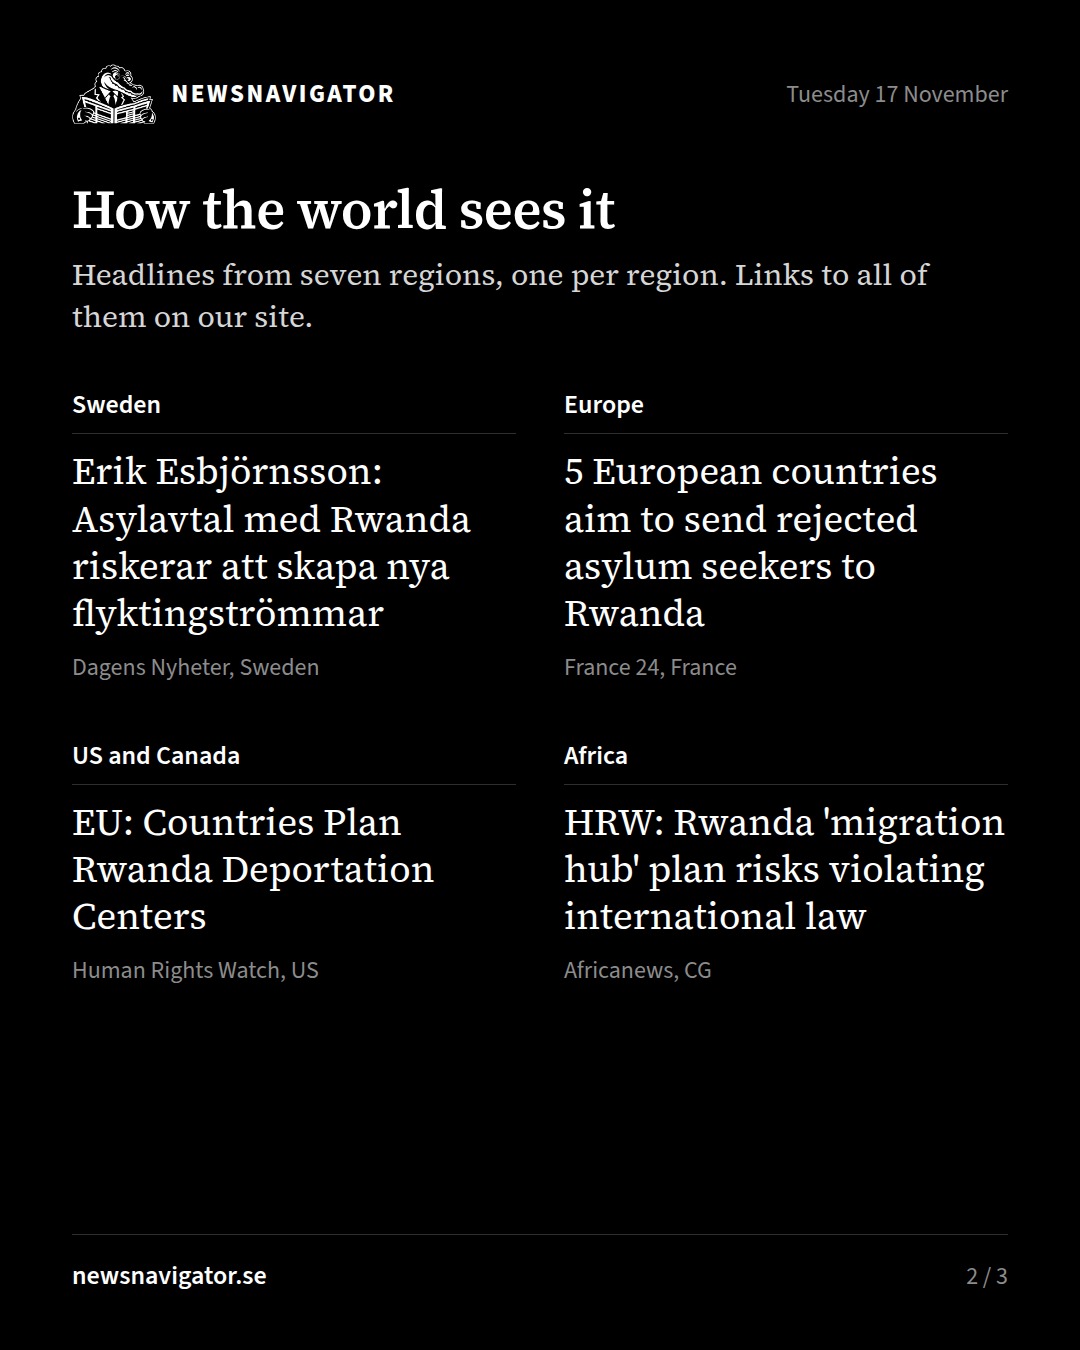 NEWSNAVIGATOR
Tuesday 17 November
How the world sees it
Headlines from seven regions, one per region. Links to all of
them on our site.
Sweden
Erik Esbjörnsson:
Asylavtal med Rwanda
riskerar att skapa nya
flyktingströmmar
Dagens Nyheter, Sweden
Europe
5 European countries
aim to send rejected
asylum seekers to
Rwanda
France 24, France
US and Canada
EU: Countries Plan
Rwanda Deportation
Centers
Human Rights Watch, US
Africa
HRW: Rwanda 'migration
hub' plan risks violating
international law
Africanews, CG
newsnavigator.se
2 / 3